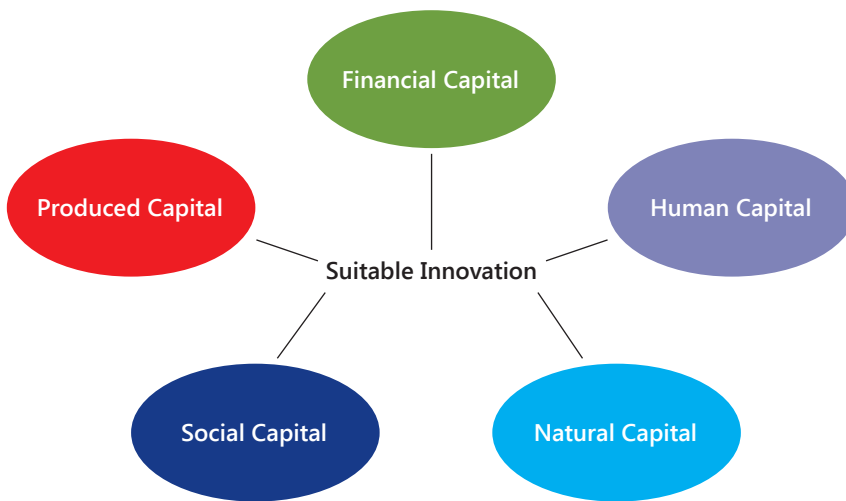 Financial Capital
Produced Capital
Human Capital
Suitable Innovation
Social Capital
Natural Capital